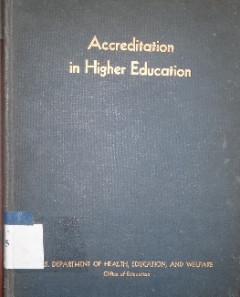 Accreditation
in Higher Education
S. DEPARTMENT OF HEALTH, EDUCATION, AND WELFARE
Office of Education
S